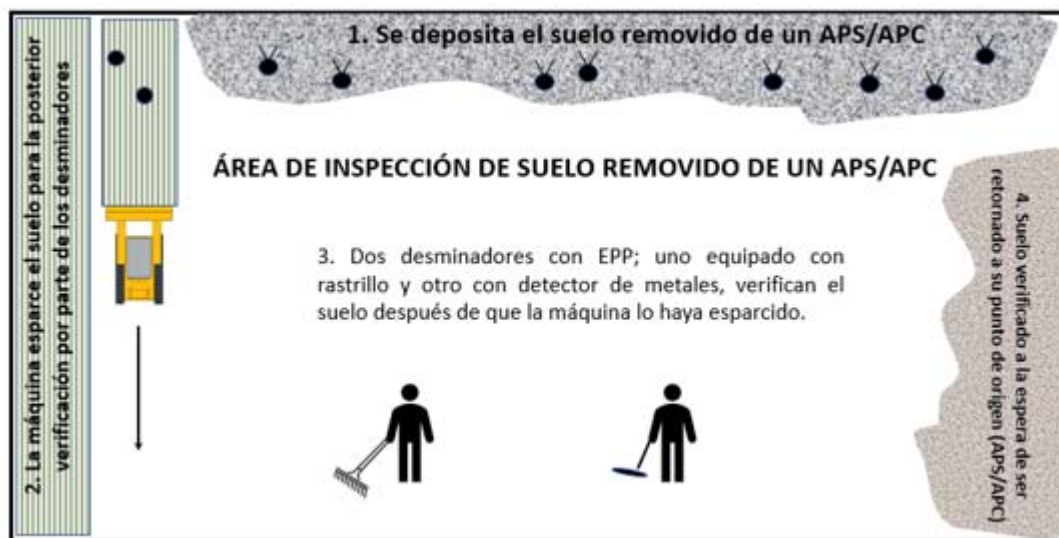 1. Se deposita el suelo removido de un APS/APC
2. La máquina esparce el suelo para la posterior
verificación por parte de los desminadores
ÁREA DE INSPECCIÓN DE SUELO REMOVIDO DE UN APS/APC
3. Dos desminadores con EPP; uno equipado con
rastrillo y otro con detector de metales, verifican el
suelo después de que la máquina lo haya esparcido.
4. Suelo verificado a la espera de ser
retornado a su punto de origen (APS/APC)